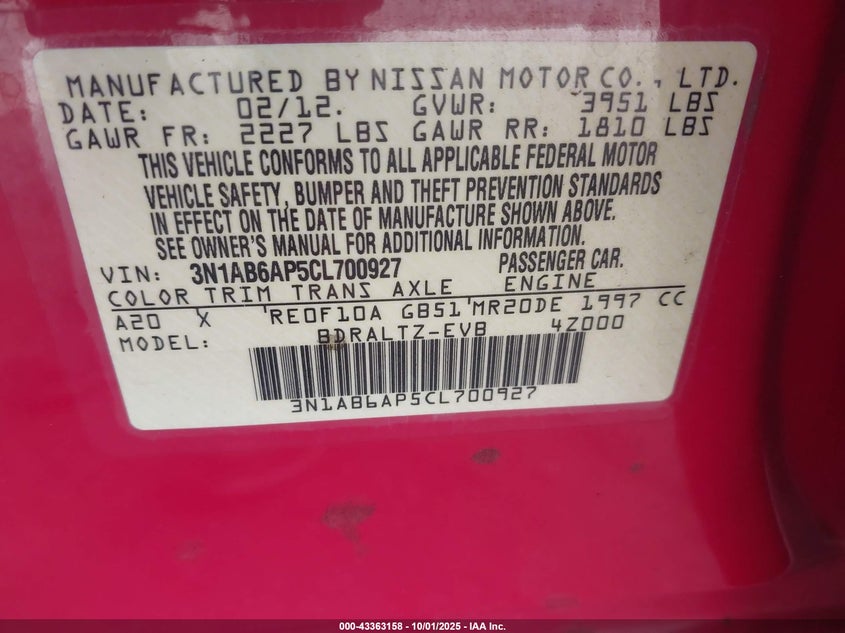 MANUFACTURED BY NISSAN MOTOR CO., LTD.
DATE: 02/12. GVWR: 3951 LBS
GAWR FR: 2227 LBS GAWR RR: 1810 LBS
THIS VEHICLE CONFORMS TO ALL APPLICABLE FEDERAL MOTOR
VEHICLE SAFETY, BUMPER AND THEFT PREVENTION STANDARDS
IN EFFECT ON THE DATE OF MANUFACTURE SHOWN ABOVE.
SEE OWNER'S MANUAL FOR ADDITIONAL INFORMATION.
VIN: 3N1AB6AP5CL700927 PASSENGER CAR.
COLOR TRIM TRANS AXLE ENGINE
A20 X RE0F10A GB51 MR20DE 1997 CC
MODEL: BDRALTZ-EVB 4Z000
3N1AB6AP5CL700927
000-43363158 - 10/01/2025 - IAA Inc.